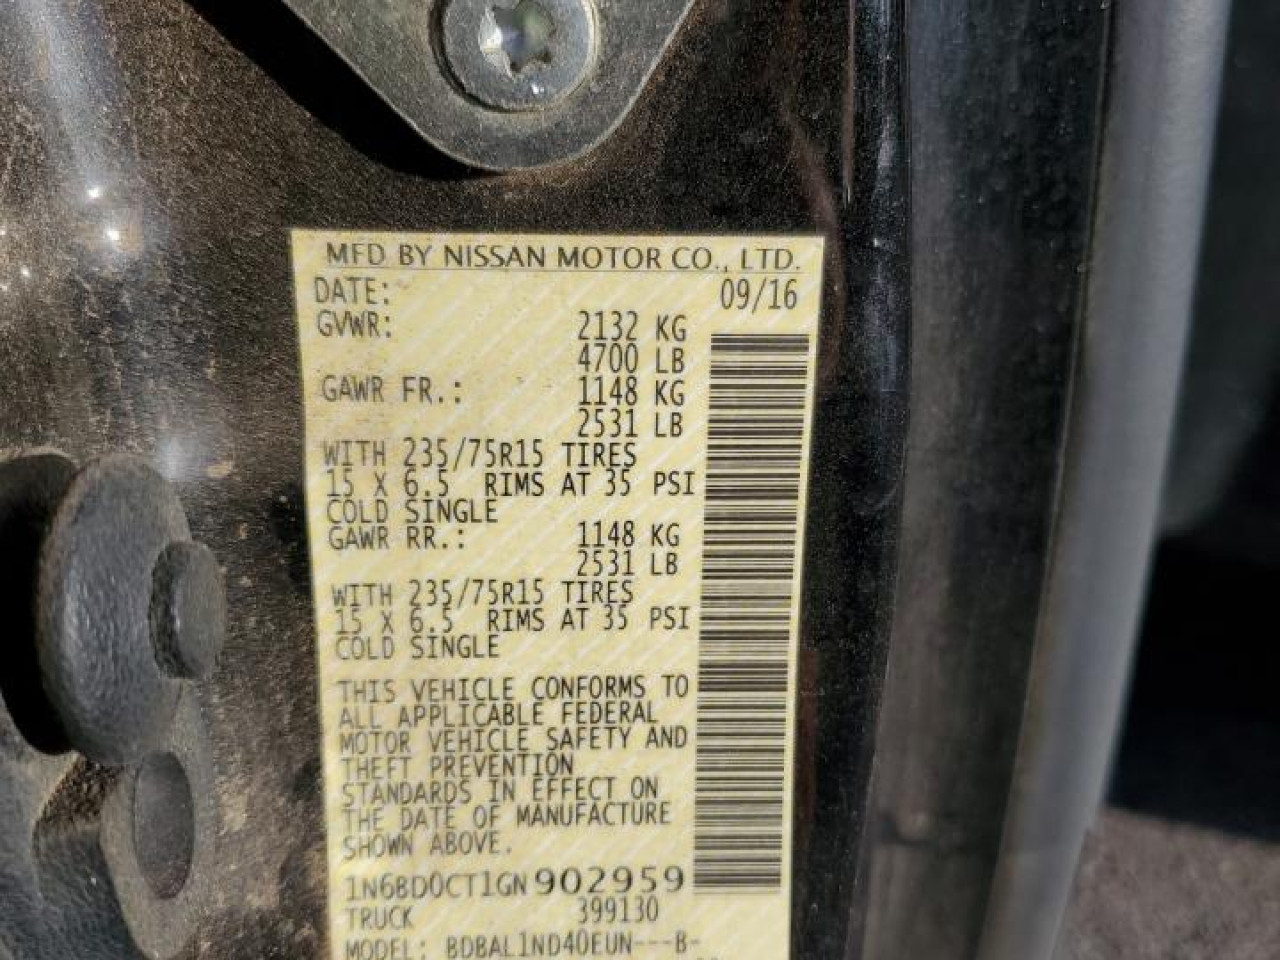 MFD BY NISSAN MOTOR CO., LTD.
DATE: 09/16
GVWR: 2132 KG
4700 LB
GAWR FR.: 1148 KG
2531 LB
WITH 235/75R15 TIRES
15 X 6.5 RIMS AT 35 PSI
COLD SINGLE
GAWR RR.: 1148 KG
2531 LB
WITH 235/75R15 TIRES
15 X 6.5 RIMS AT 35 PSI
COLD SINGLE
THIS VEHICLE CONFORMS TO
ALL APPLICABLE FEDERAL
MOTOR VEHICLE SAFETY AND
THEFT PREVENTION
STANDARDS IN EFFECT ON
THE DATE OF MANUFACTURE
SHOWN ABOVE.
1N6BD0CT1GN902959
TRUCK 399130
MODEL: BDBAL1ND40EUN---B-